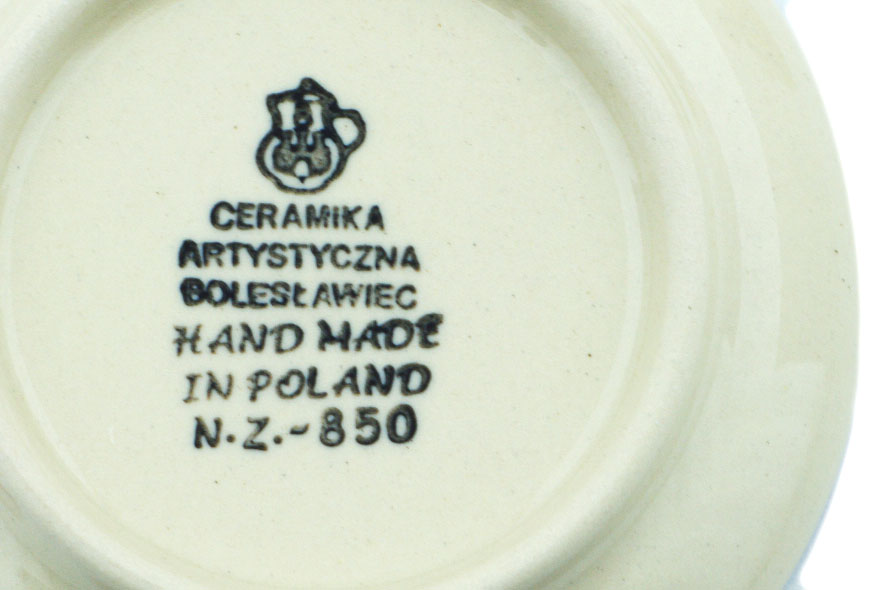 CERAMIKA
ARTYSTYCZNA
BOLESŁAWIEC
HAND MADE
IN POLAND
N.Z.-850